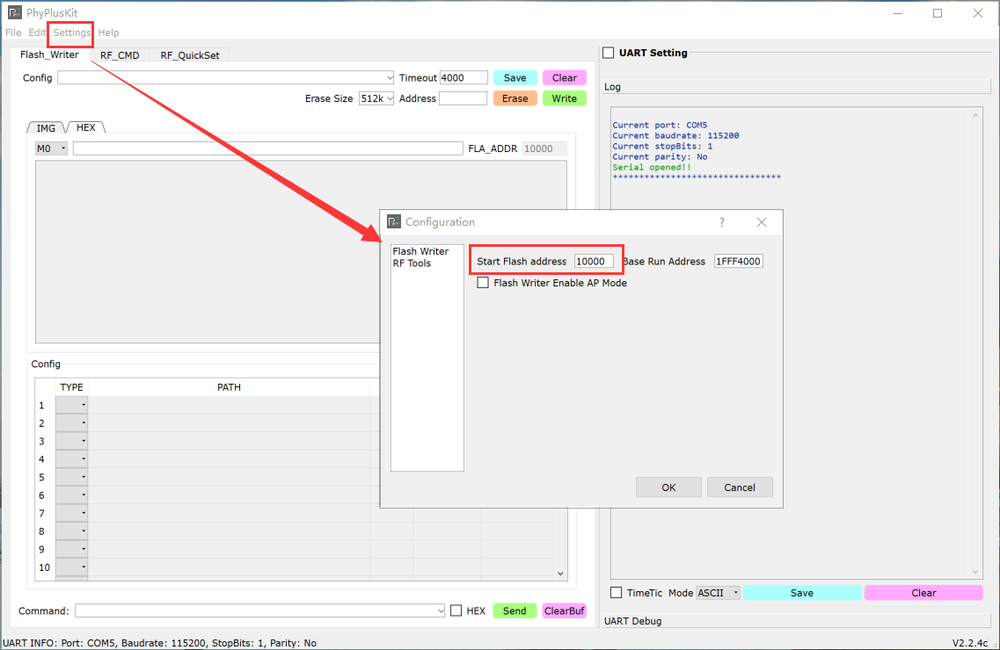 PhyPlusKit
File Edit Settings Help
Flash_Writer RF_CMD RF_QuickSet
Config Timeout 4000 Save Clear
Erase Size 512k Address Erase Write
IMG HEX
M0 FLA_ADDR 10000
Config
TYPE PATH
1
2
3
4
5
6
7
8
9
10
Command: HEX Send ClearBuf
UART Setting
Log
Current port: COM5
Current baudrate: 115200
Current stopBits: 1
Current parity: No
Serial opened!!
********************************
Configuration ?
Flash Writer
RF Tools
Start Flash address 10000 Base Run Address 1FFF4000
Flash Writer Enable AP Mode
OK Cancel
TimeTic Mode ASCII Save Clear
UART Debug
UART INFO: Port: COM5, Baudrate: 115200, StopBits: 1, Parity: No V2.2.4c